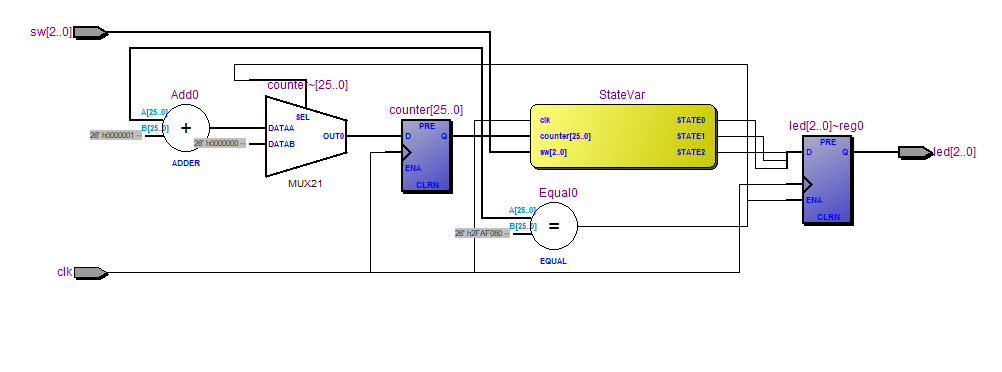 sw[2..0]
counter~[25..0]
Add0
A[25..0]
B[25..0]
26' h0000001 --
+
ADDER
SEL
DATAA
DATAB
OUT0
26' h0000000 --
MUX21
counter[25..0]
PRE
D
Q
ENA
CLRN
StateVar
clk
counter[25..0]
sw[2..0]
STATE0
STATE1
STATE2
Equal0
A[25..0]
B[25..0]
26' h2FAF080 --
=
EQUAL
led[2..0]~reg0
PRE
D
Q
ENA
CLRN
led[2..0]
clk